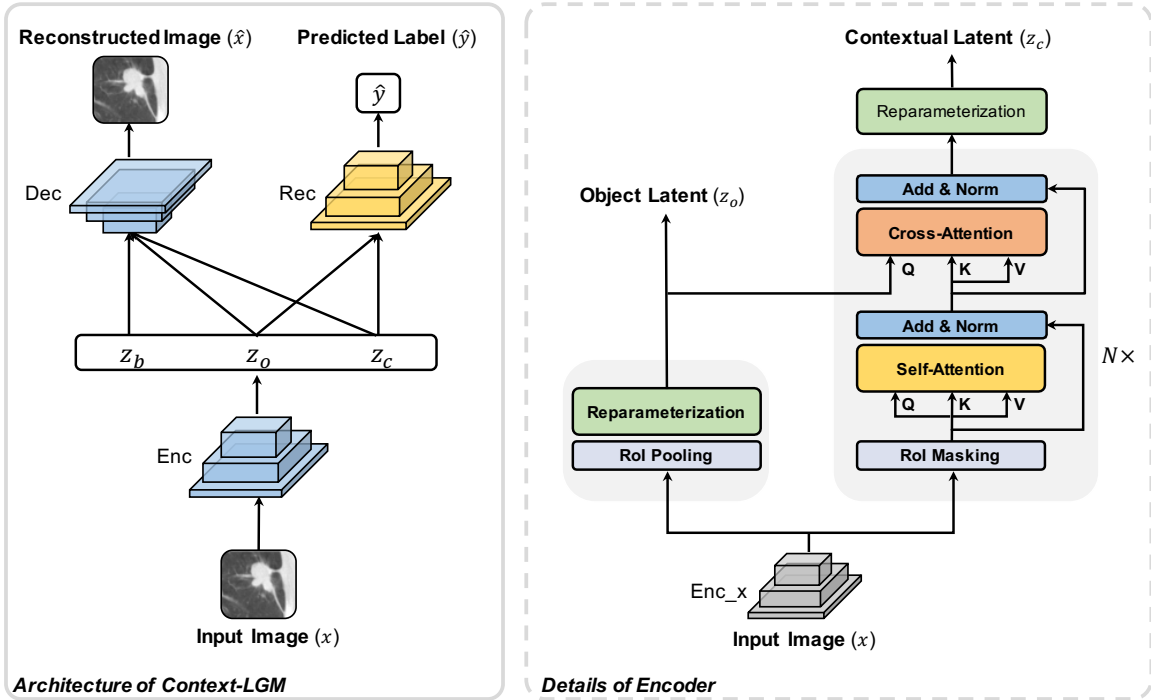 Reconstructed Image (x̂)
Predicted Label (ŷ)
ŷ
Dec
Rec
z_b z_o z_c
Enc
Input Image (x)
Architecture of Context-LGM
Contextual Latent (z_c)
Reparameterization
Add & Norm
Object Latent (z_o)
Cross-Attention
Q K V
Add & Norm
N×
Self-Attention
Q K V
Reparameterization
RoI Pooling
RoI Masking
Enc_x
Input Image (x)
Details of Encoder